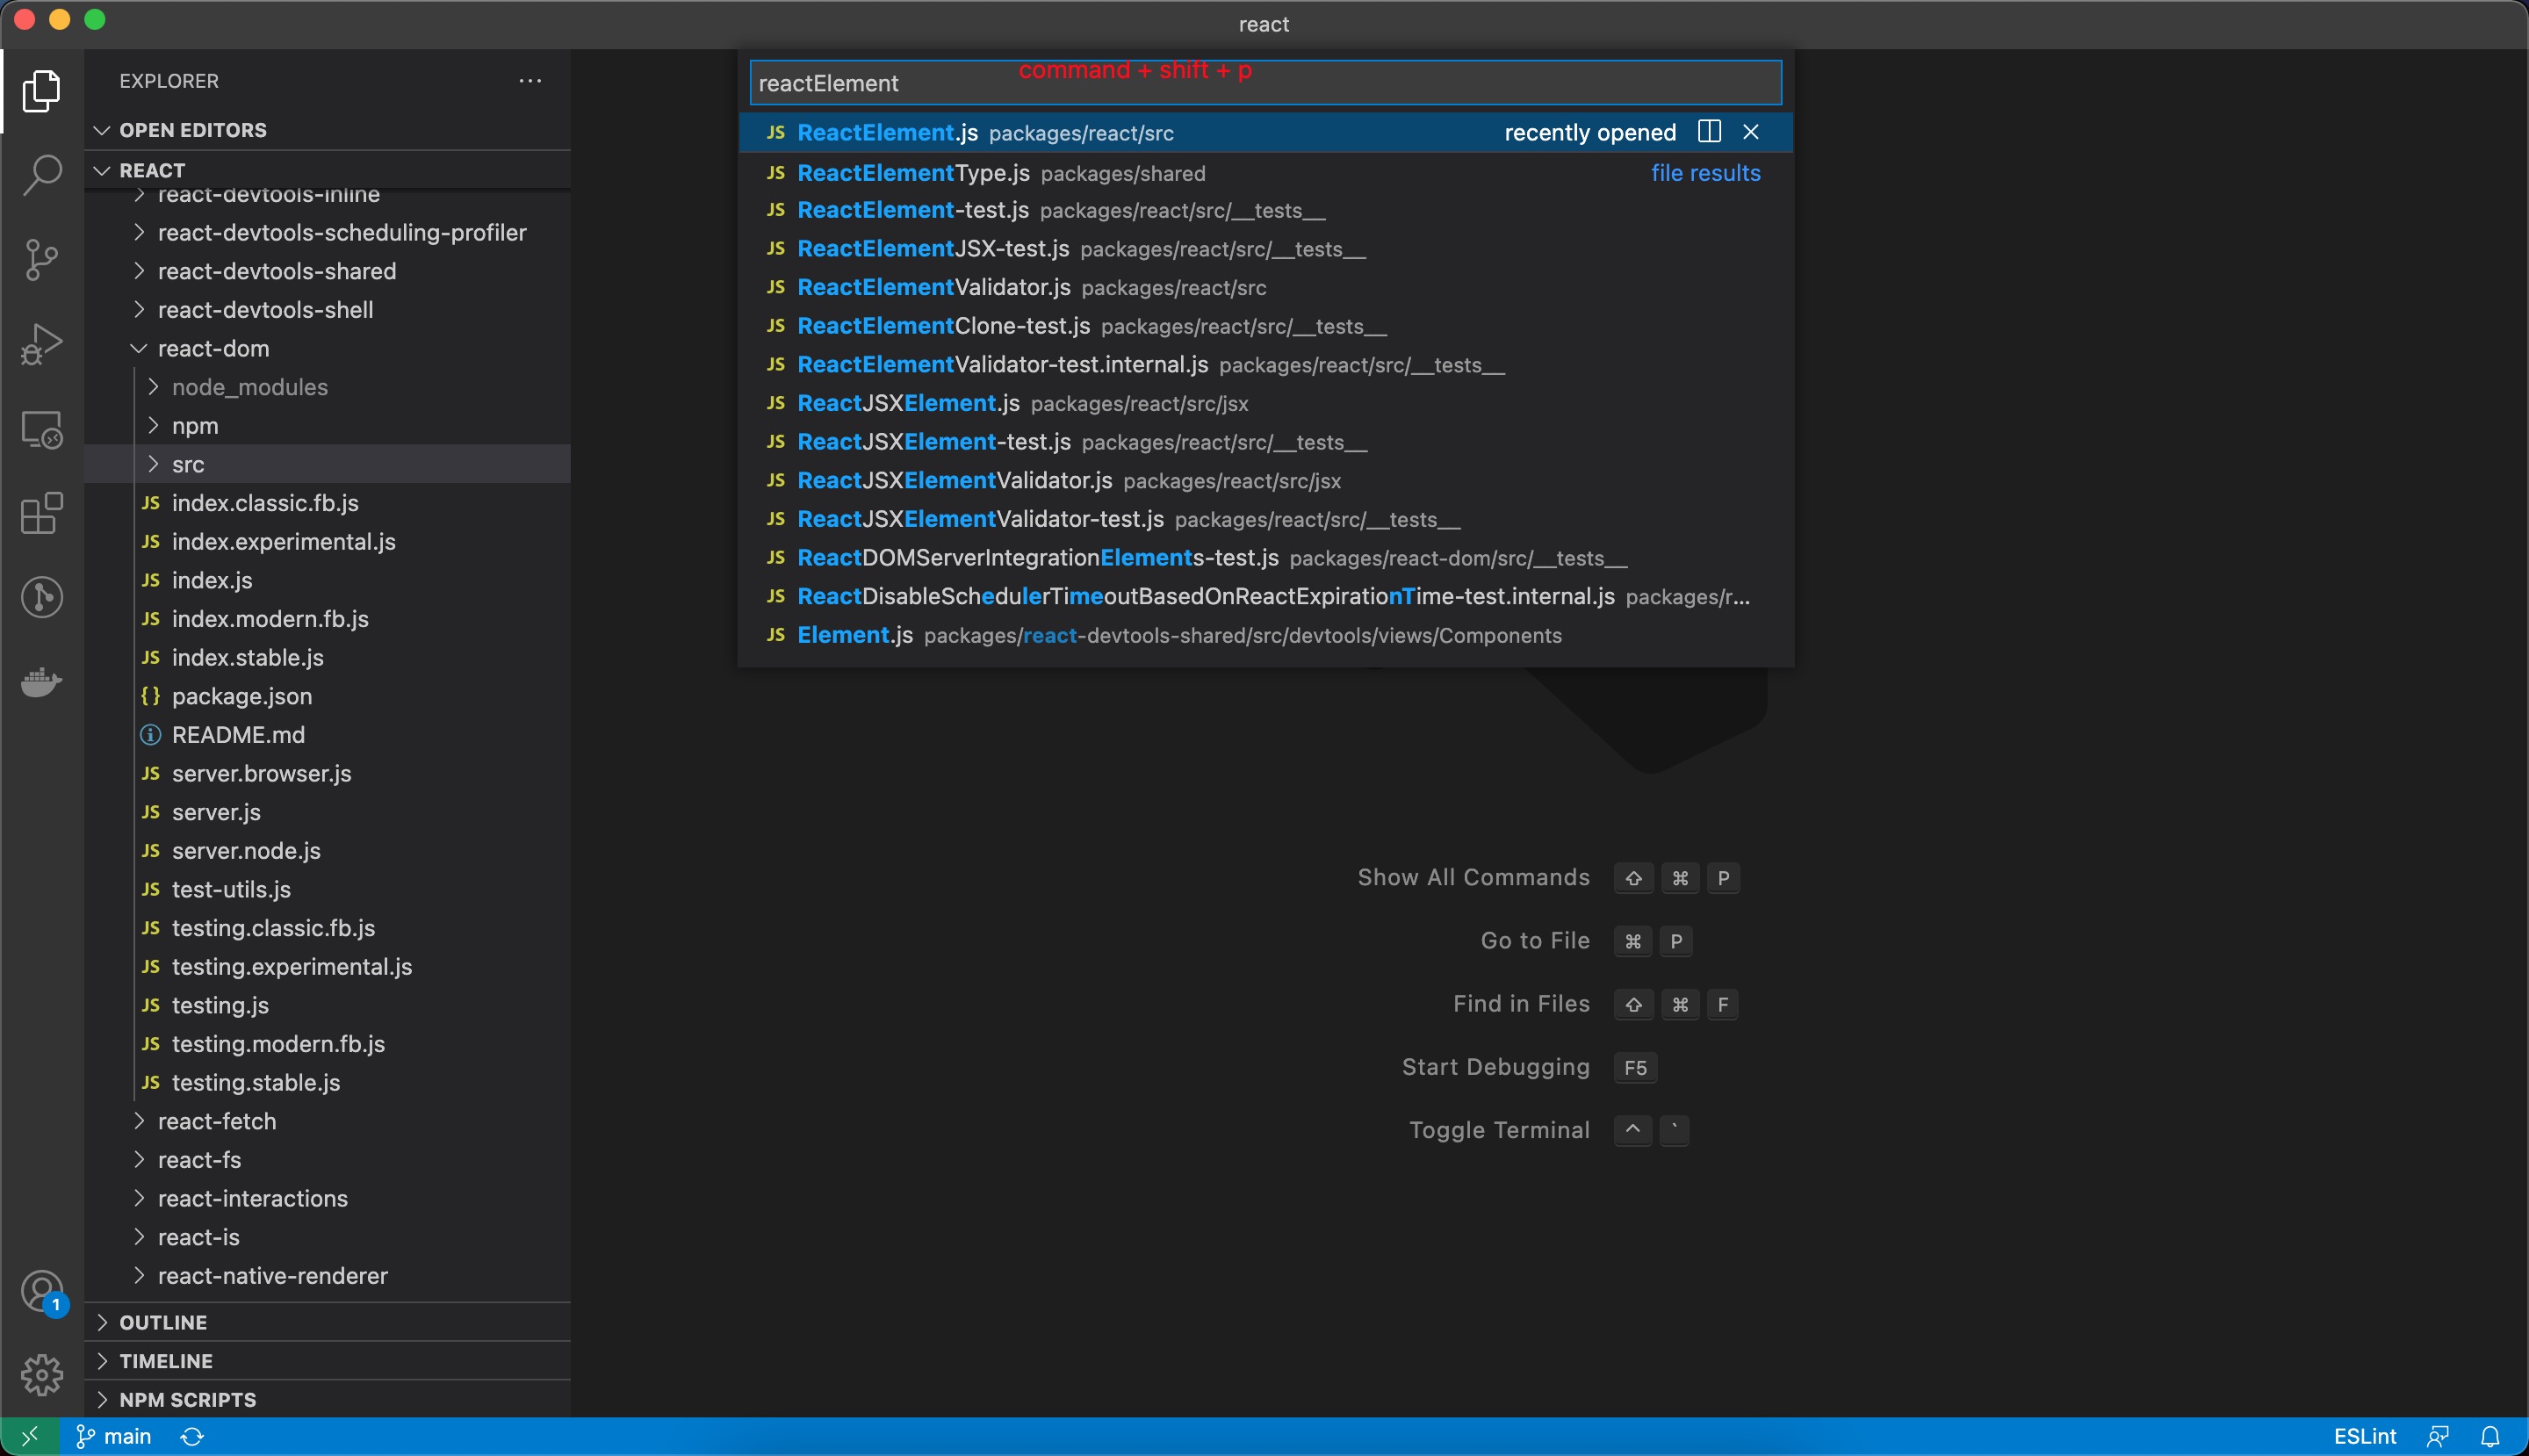 react
EXPLORER
OPEN EDITORS
REACT
react-devtools-inline
react-devtools-scheduling-profiler
react-devtools-shared
react-devtools-shell
react-dom
node_modules
npm
src
JS index.classic.fb.js
JS index.experimental.js
JS index.js
JS index.modern.fb.js
JS index.stable.js
{} package.json
README.md
JS server.browser.js
JS server.js
JS server.node.js
JS test-utils.js
JS testing.classic.fb.js
JS testing.experimental.js
JS testing.js
JS testing.modern.fb.js
JS testing.stable.js
react-fetch
react-fs
react-interactions
react-is
react-native-renderer
OUTLINE
TIMELINE
NPM SCRIPTS
1
command + shift + p
reactElement
JS ReactElement.js packages/react/src recently opened
JS ReactElementType.js packages/shared file results
JS ReactElement-test.js packages/react/src/__tests__
JS ReactElementJSX-test.js packages/react/src/__tests__
JS ReactElementValidator.js packages/react/src
JS ReactElementClone-test.js packages/react/src/__tests__
JS ReactElementValidator-test.internal.js packages/react/src/__tests__
JS ReactJSXElement.js packages/react/src/jsx
JS ReactJSXElement-test.js packages/react/src/__tests__
JS ReactJSXElementValidator.js packages/react/src/jsx
JS ReactJSXElementValidator-test.js packages/react/src/__tests__
JS ReactDOMServerIntegrationElements-test.js packages/react-dom/src/__tests__
JS ReactDisableSchedulerTimeoutBasedOnReactExpirationTime-test.internal.js packages/r...
JS Element.js packages/react-devtools-shared/src/devtools/views/Components
Show All Commands ⇧ ⌘ P
Go to File ⌘ P
Find in Files ⇧ ⌘ F
Start Debugging F5
Toggle Terminal ^ `
main
ESLint